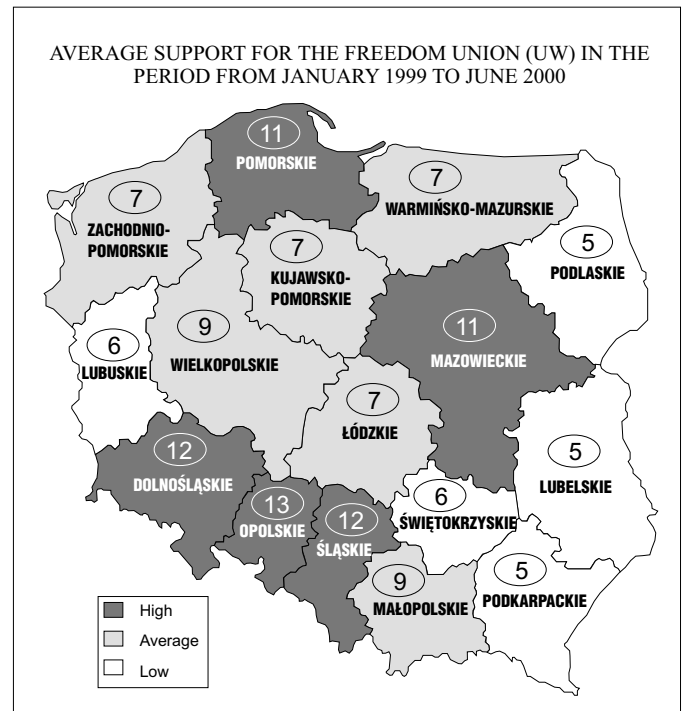 AVERAGE SUPPORT FOR THE FREEDOM UNION (UW) IN THE
PERIOD FROM JANUARY 1999 TO JUNE 2000
11
POMORSKIE
7
WARMIŃSKO-MAZURSKIE
7
ZACHODNIO-
POMORSKIE
7
KUJAWSKO-
POMORSKIE
5
PODLASKIE
11
MAZOWIECKIE
9
WIELKOPOLSKIE
6
LUBUSKIE
7
ŁÓDZKIE
12
DOLNOŚLĄSKIE
5
LUBELSKIE
13
OPOLSKIE
12
ŚLĄSKIE
6
ŚWIĘTOKRZYSKIE
9
MAŁOPOLSKIE
5
PODKARPACKIE
High
Average
Low